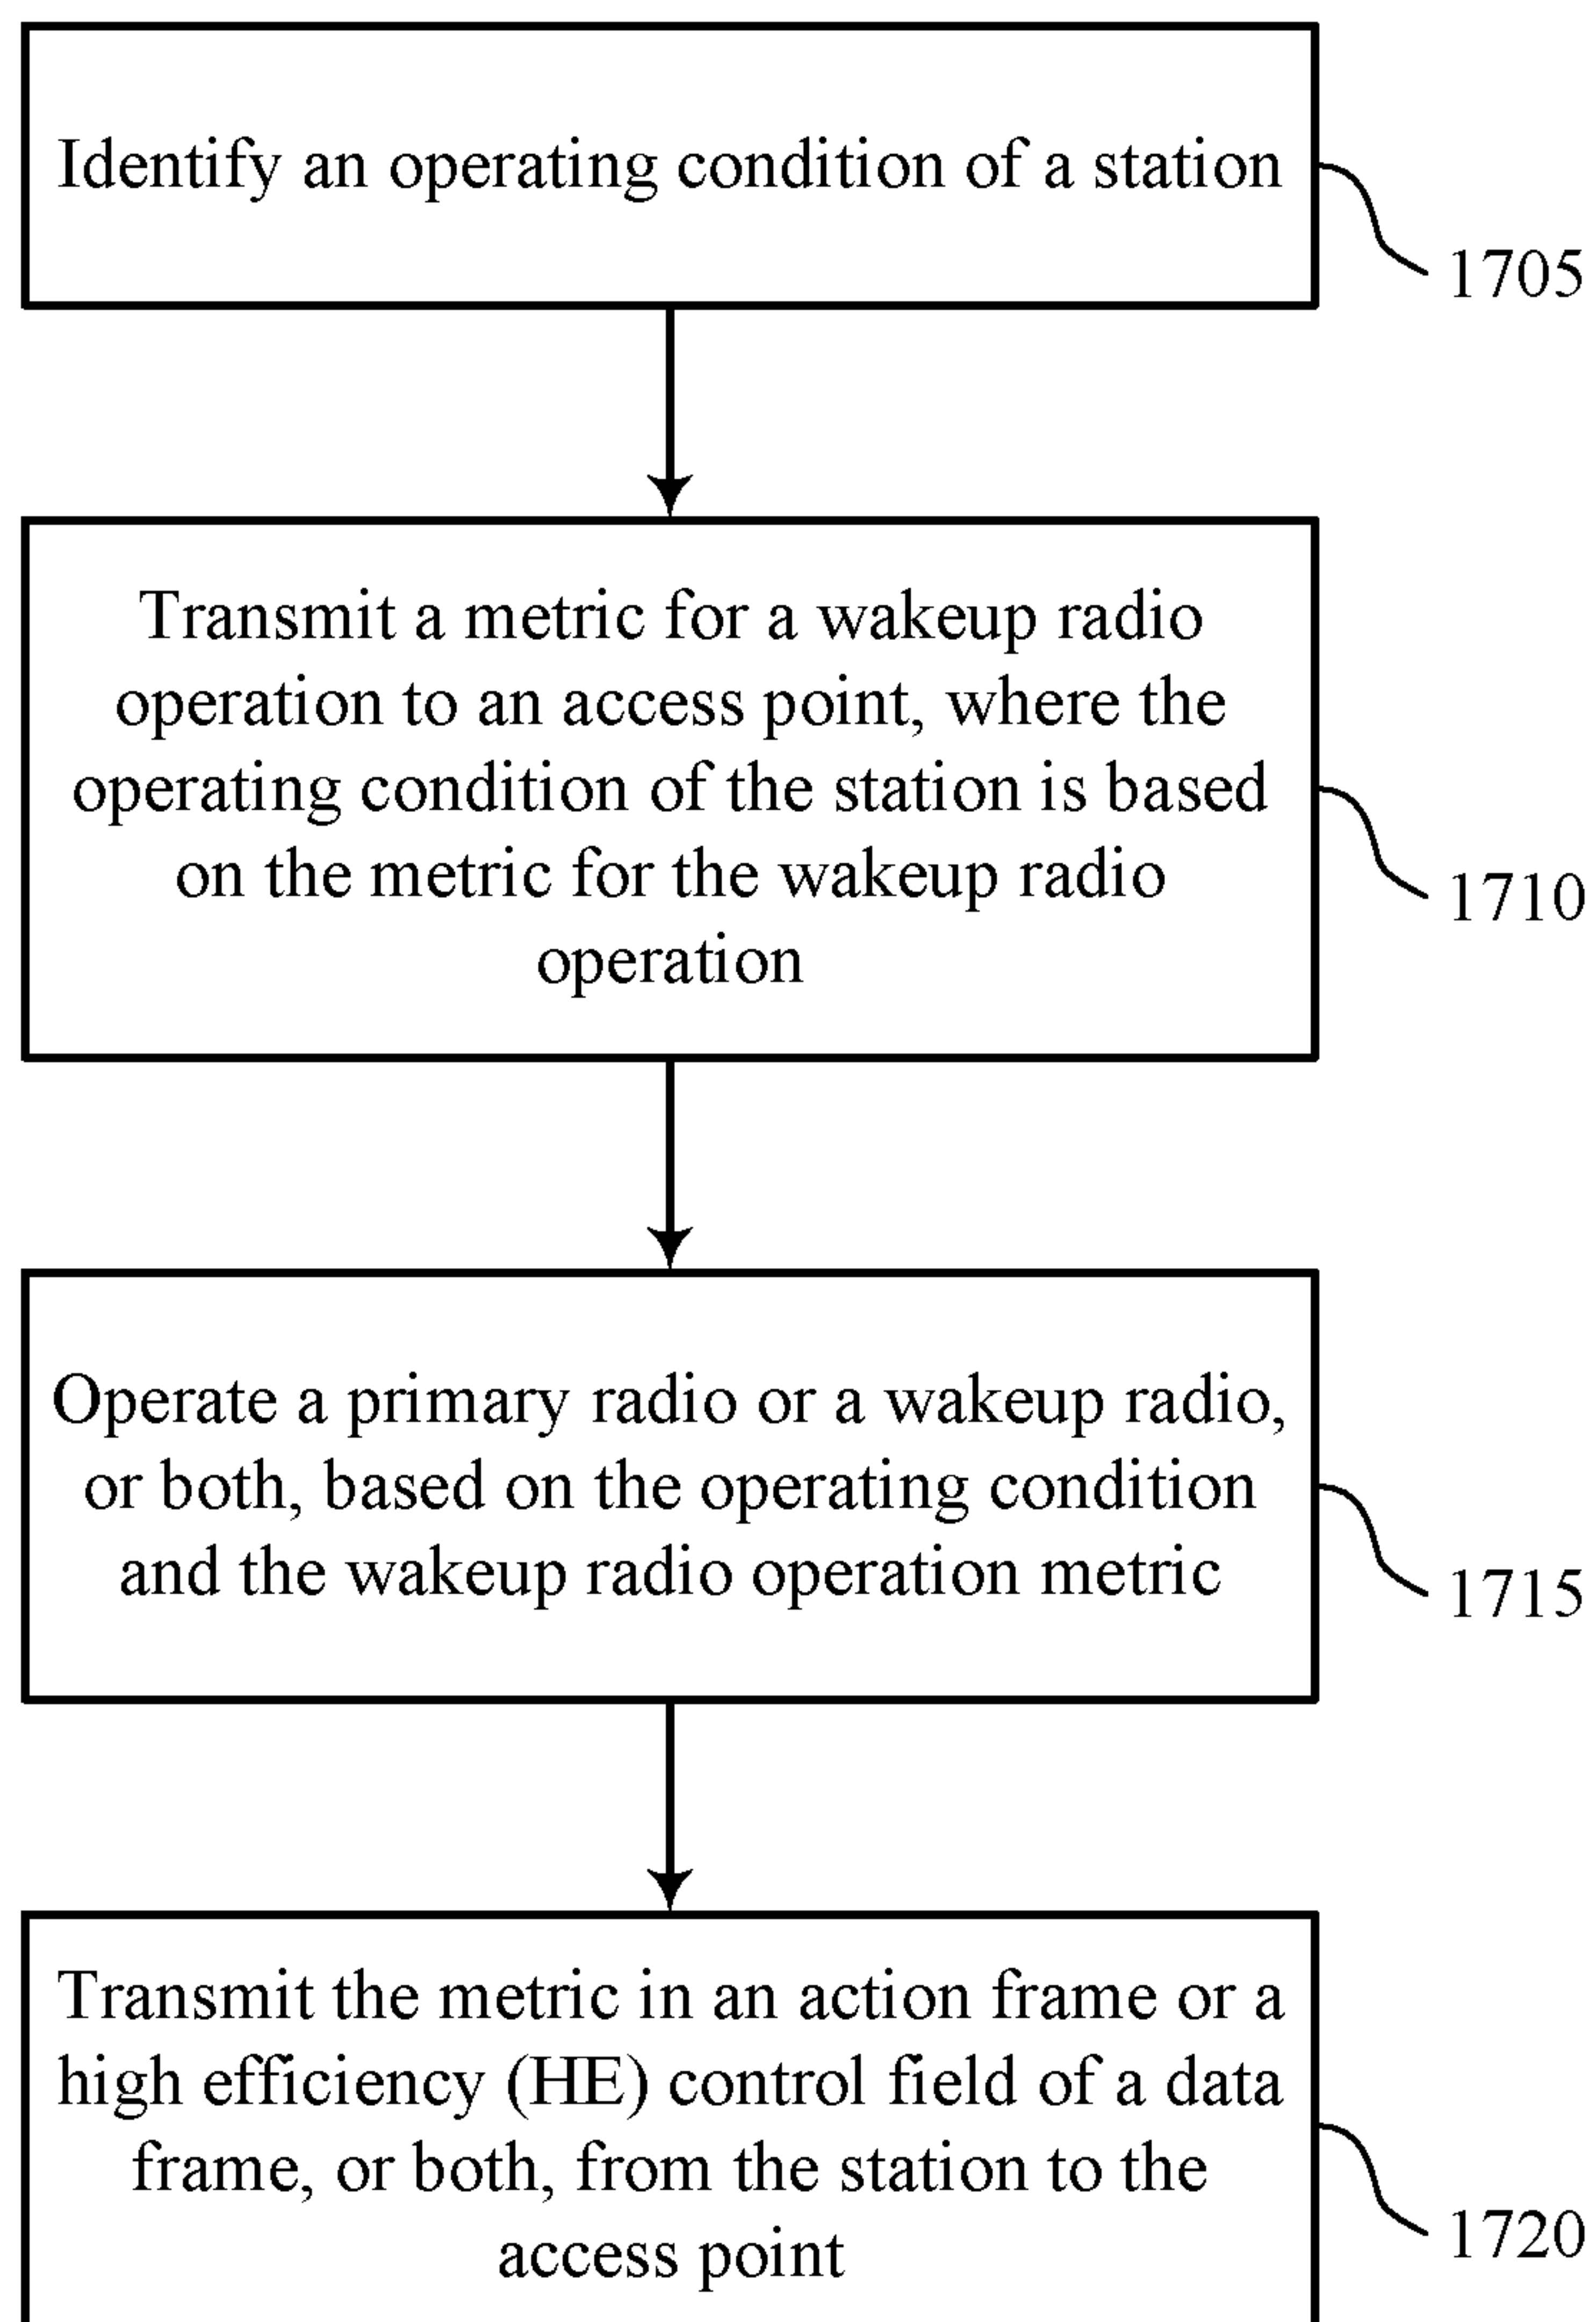 Identify an operating condition of a station
1705
Transmit a metric for a wakeup radio
operation to an access point, where the
operating condition of the station is based
on the metric for the wakeup radio
operation
1710
Operate a primary radio or a wakeup radio,
or both, based on the operating condition
and the wakeup radio operation metric
1715
Transmit the metric in an action frame or a
high efficiency (HE) control field of a data
frame, or both, from the station to the
access point
1720